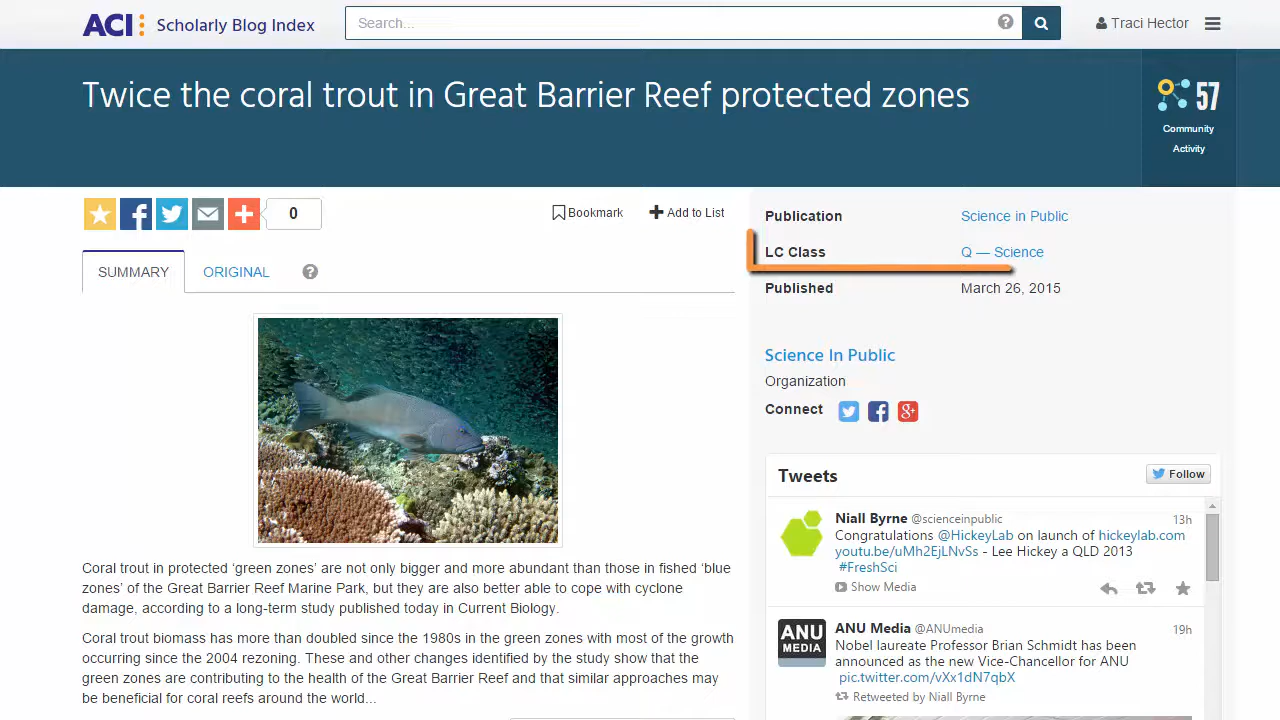 ACI Scholarly Blog Index
Search...
Traci Hector
Twice the coral trout in Great Barrier Reef protected zones
57
Community
Activity
0
Bookmark
Add to List
SUMMARY
ORIGINAL
Coral trout in protected ‘green zones’ are not only bigger and more abundant than those in fished ‘blue
zones’ of the Great Barrier Reef Marine Park, but they are also better able to cope with cyclone
damage, according to a long-term study published today in Current Biology.
Coral trout biomass has more than doubled since the 1980s in the green zones with most of the growth
occurring since the 2004 rezoning. These and other changes identified by the study show that the
green zones are contributing to the health of the Great Barrier Reef and that similar approaches may
be beneficial for coral reefs around the world...
Publication Science in Public
LC Class Q — Science
Published March 26, 2015
Science In Public
Organization
Connect
Tweets
Follow
Niall Byrne @scienceinpublic 13h
Congratulations @HickeyLab on launch of hickeylab.com
youtu.be/uMh2EjLNvSs - Lee Hickey a QLD 2013
#FreshSci
Show Media
ANU MEDIA
ANU Media @ANUmedia 19h
Nobel laureate Professor Brian Schmidt has been
announced as the new Vice-Chancellor for ANU
pic.twitter.com/vXx1dN7qbX
Retweeted by Niall Byrne